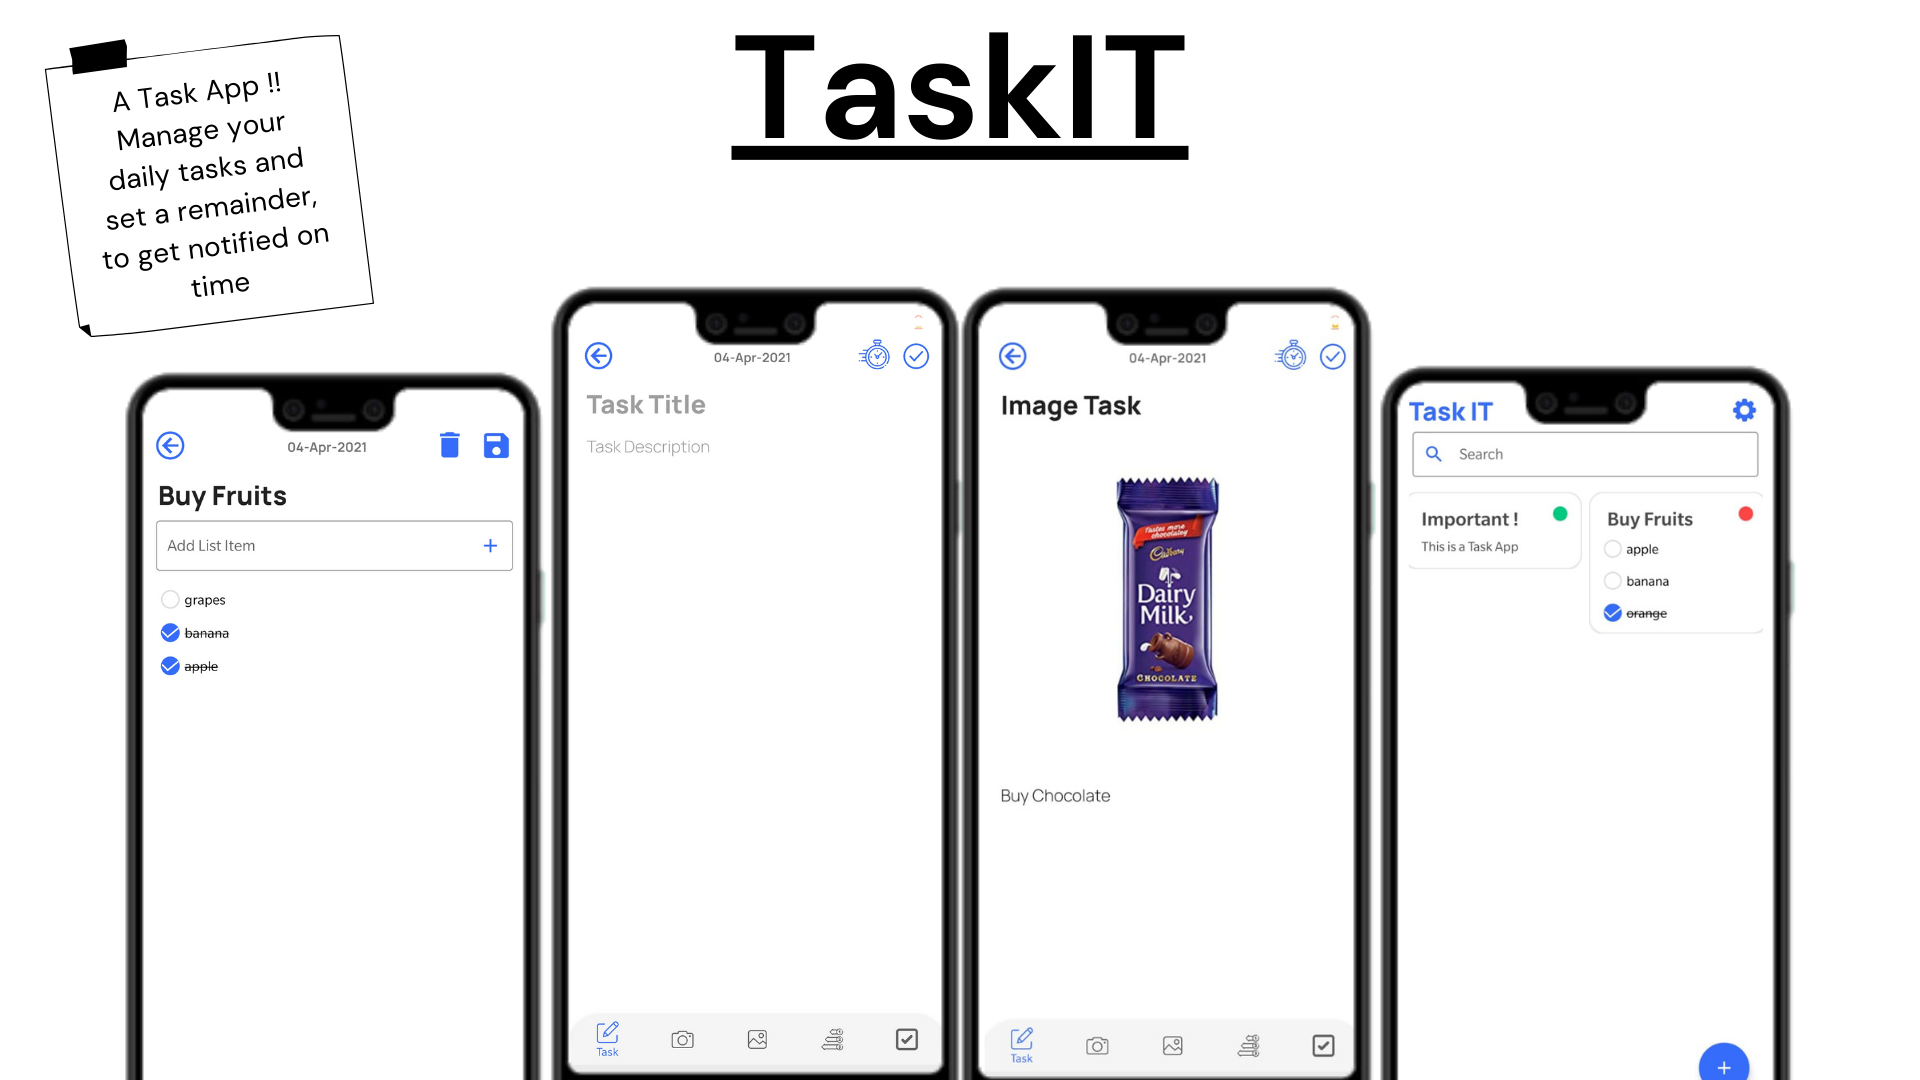 TaskIT
A Task App !!
Manage your
daily tasks and
set a remainder,
to get notified on
time
04-Apr-2021
Buy Fruits
Add List Item
grapes
banana
apple
04-Apr-2021
Task Title
Task Description
Task
04-Apr-2021
Image Task
Tastes more
chocolatey
Cadbury
Dairy
Milk
CHOCOLATE
Buy Chocolate
Task
Task IT
Search
Important !
This is a Task App
Buy Fruits
apple
banana
orange